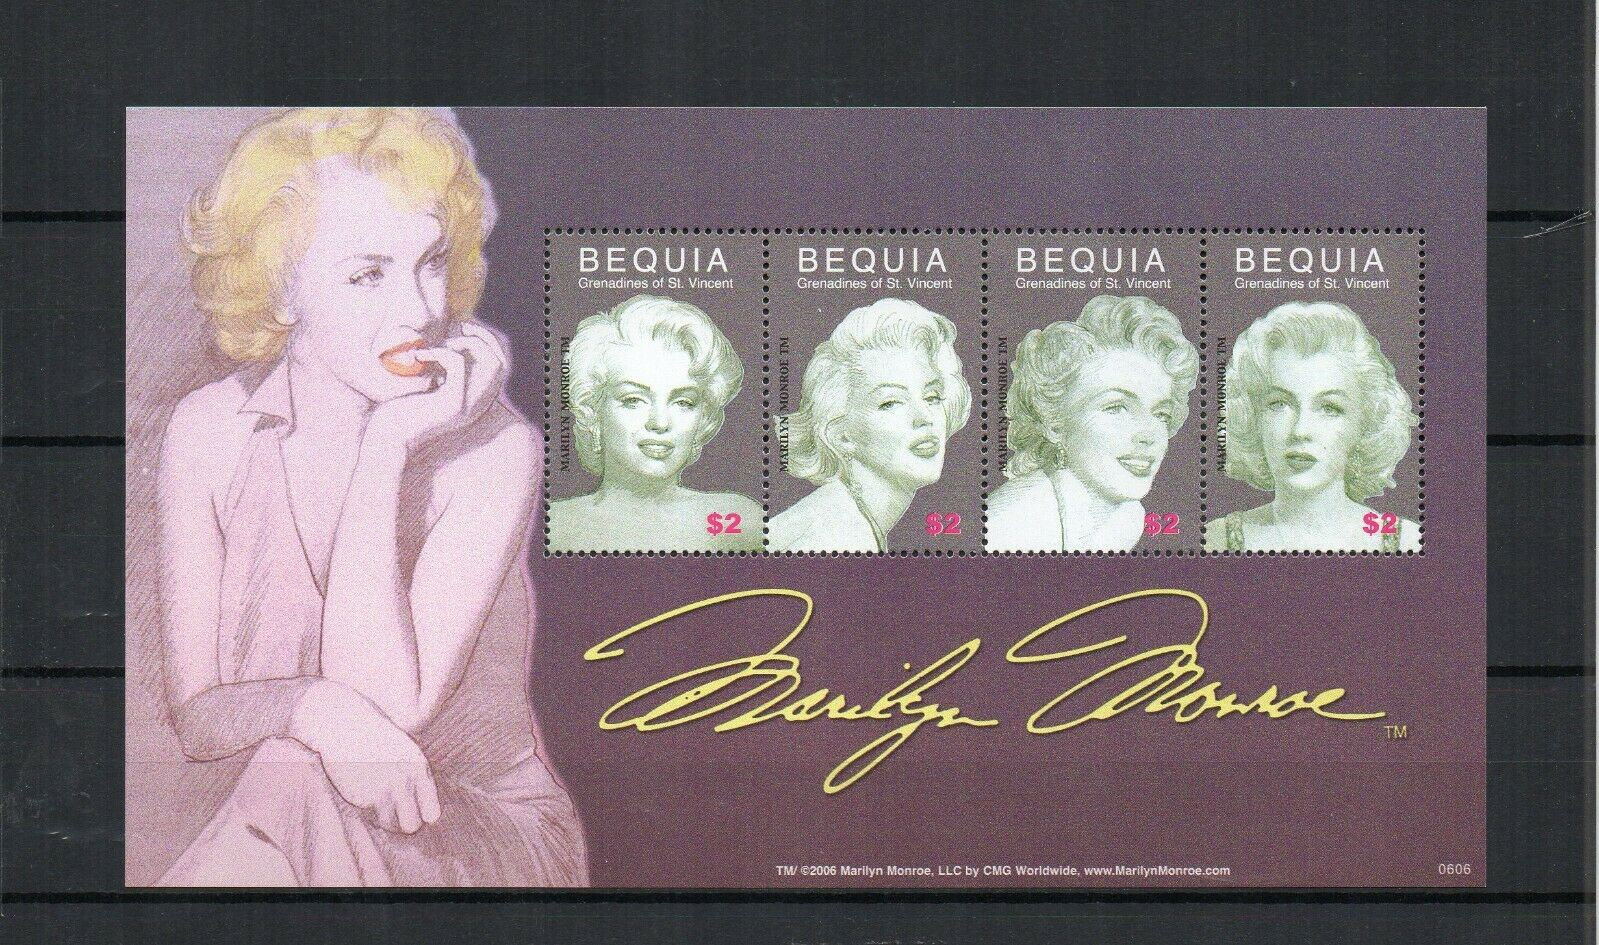 BEQUIA
Grenadines of St. Vincent
MARILYN MONROE TM
$2
BEQUIA
Grenadines of St. Vincent
MARILYN MONROE TM
$2
BEQUIA
Grenadines of St. Vincent
MARILYN MONROE TM
$2
BEQUIA
Grenadines of St. Vincent
MARILYN MONROE TM
$2
Marilyn Monroe TM
TM/ ©2006 Marilyn Monroe, LLC by CMG Worldwide, www.MarilynMonroe.com
0606